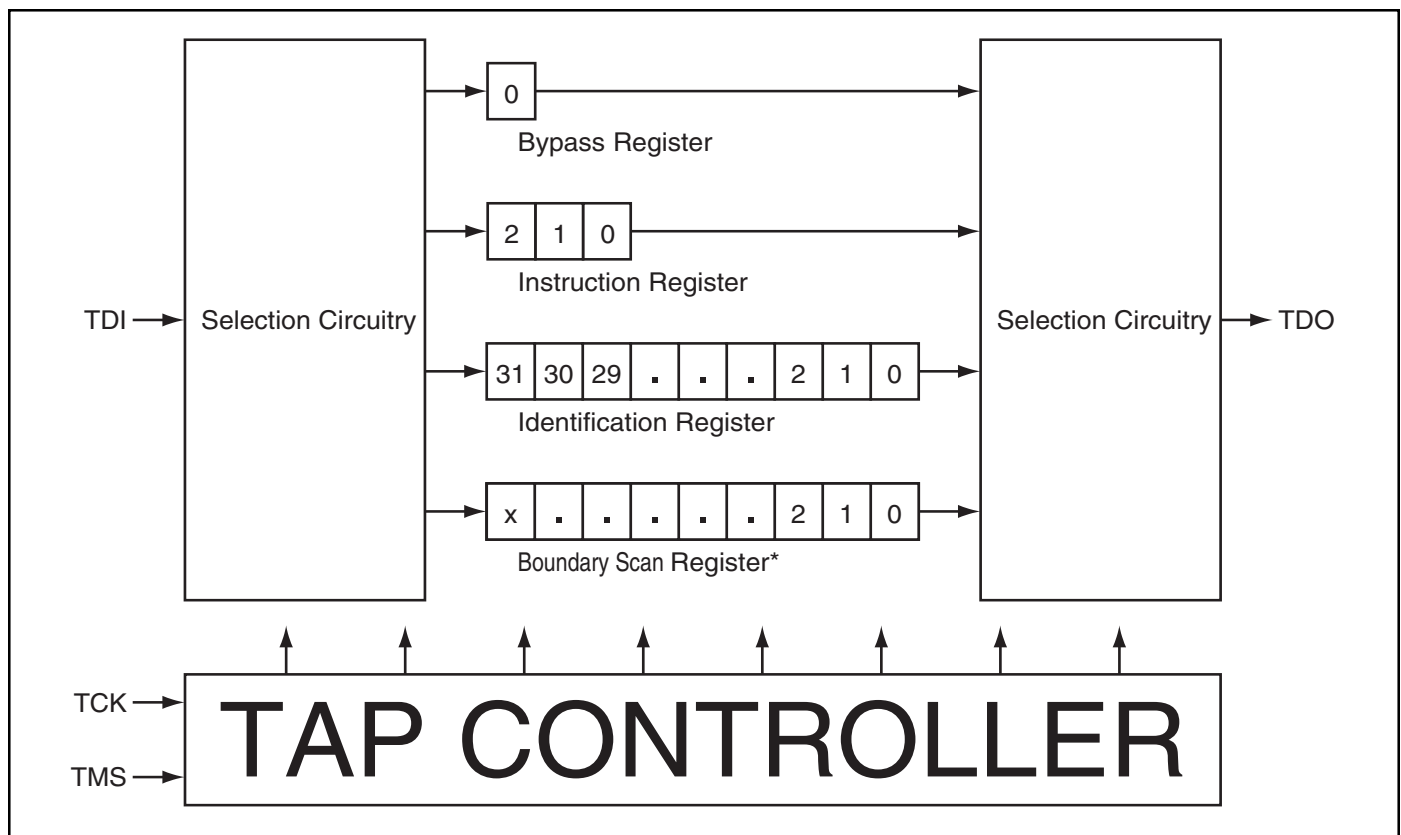 0
Bypass Register
2 1 0
Instruction Register
TDI
Selection Circuitry
Selection Circuitry
TDO
31 30 29 . . . 2 1 0
Identification Register
x . . . . . 2 1 0
Boundary Scan Register*
TCK
TMS
TAP CONTROLLER